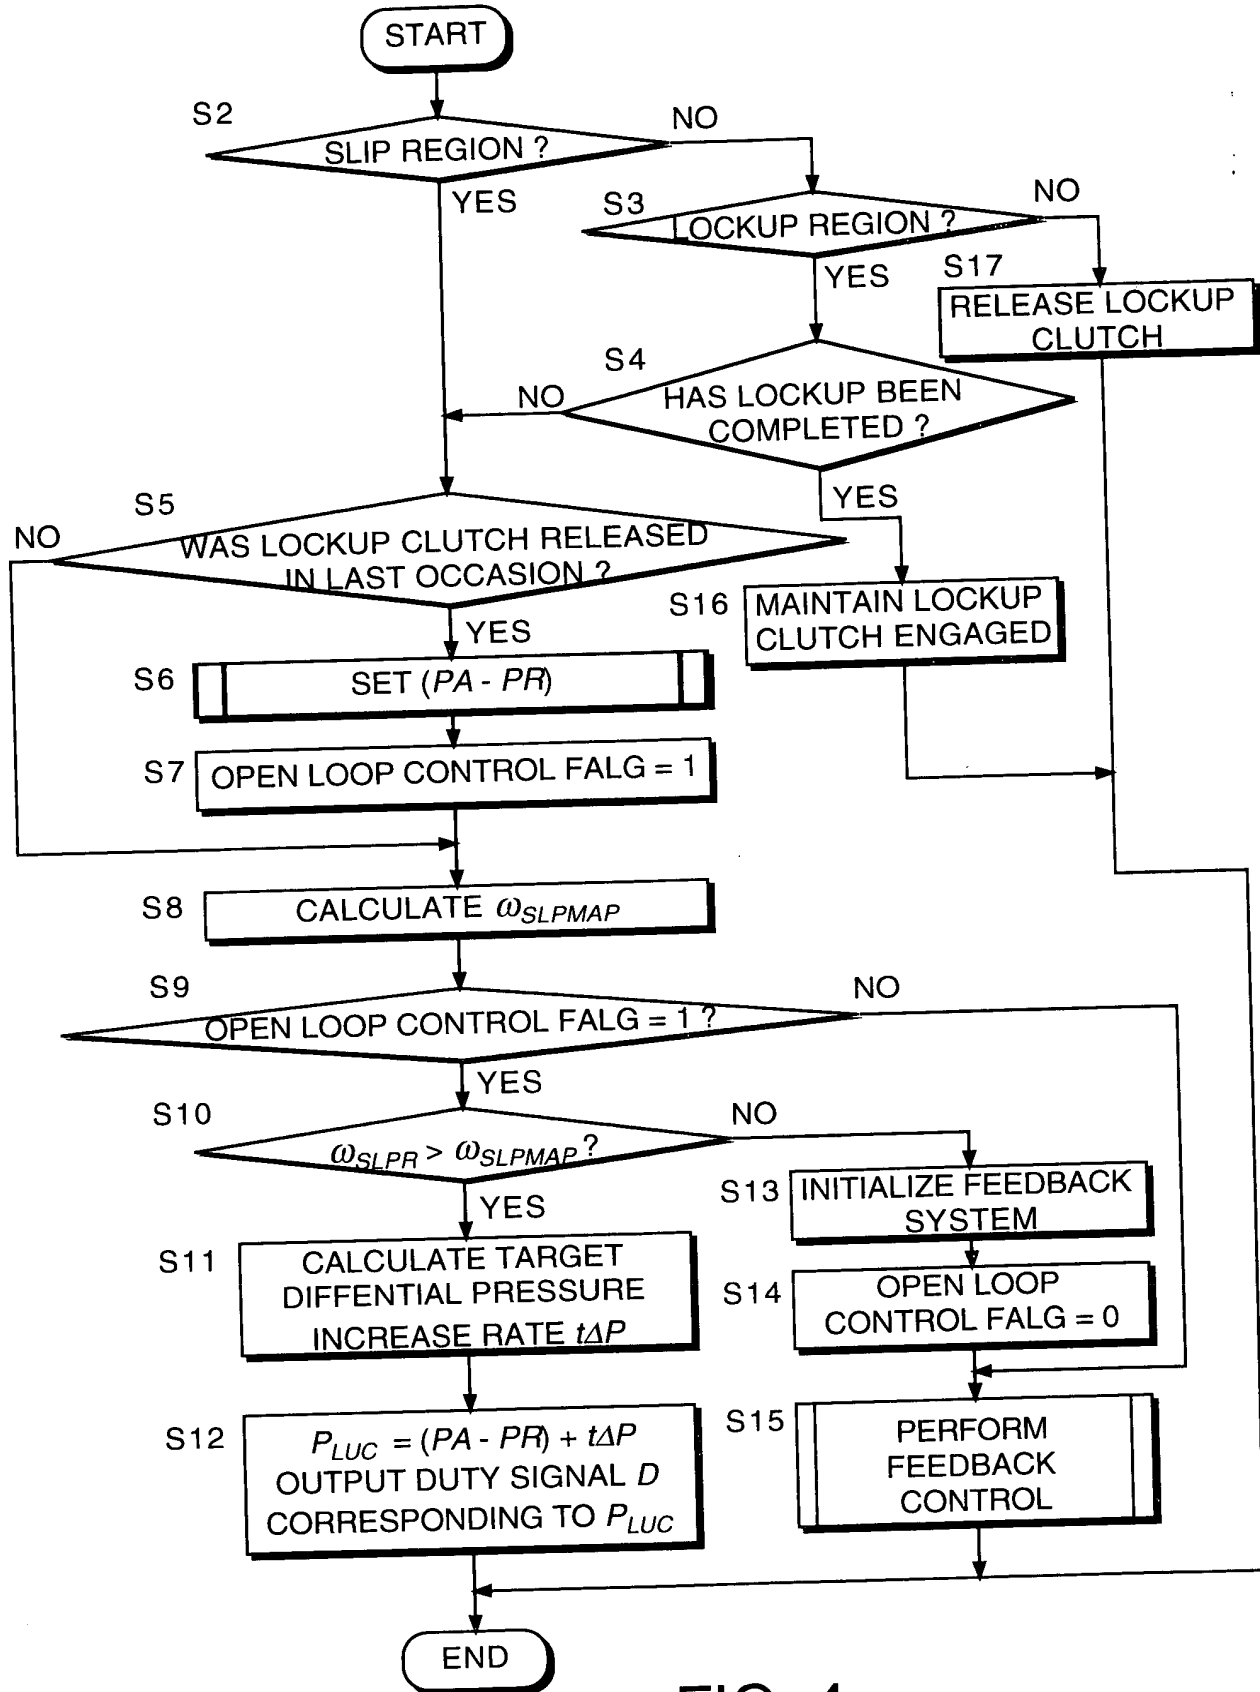 START
S2
SLIP REGION ?
NO
YES
S3
LOCKUP REGION ?
NO
YES
S17
RELEASE LOCKUP
CLUTCH
S4
HAS LOCKUP BEEN
COMPLETED ?
NO
YES
S5
NO
WAS LOCKUP CLUTCH RELEASED
IN LAST OCCASION ?
YES
S16
MAINTAIN LOCKUP
CLUTCH ENGAGED
S6
SET (PA - PR)
S7
OPEN LOOP CONTROL FALG = 1
S8
CALCULATE ωSLPMAP
S9
OPEN LOOP CONTROL FALG = 1 ?
NO
YES
S10
ωSLPR > ωSLPMAP ?
NO
YES
S13
INITIALIZE FEEDBACK
SYSTEM
S11
CALCULATE TARGET
DIFFENTIAL PRESSURE
INCREASE RATE tΔP
S14
OPEN LOOP
CONTROL FALG = 0
S12
PLUC = (PA - PR) + tΔP
OUTPUT DUTY SIGNAL D
CORRESPONDING TO PLUC
S15
PERFORM
FEEDBACK
CONTROL
END